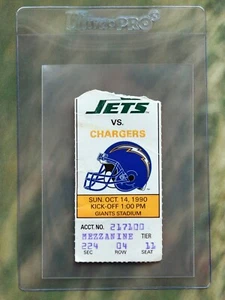 JETS
VS.
CHARGERS
SUN. OCT 14, 1990
KICK-OFF 1:00 PM
GIANTS STADIUM
ACCT. NO. 217100
MEZZANINE TIER
224 04 11
SEC ROW SEAT